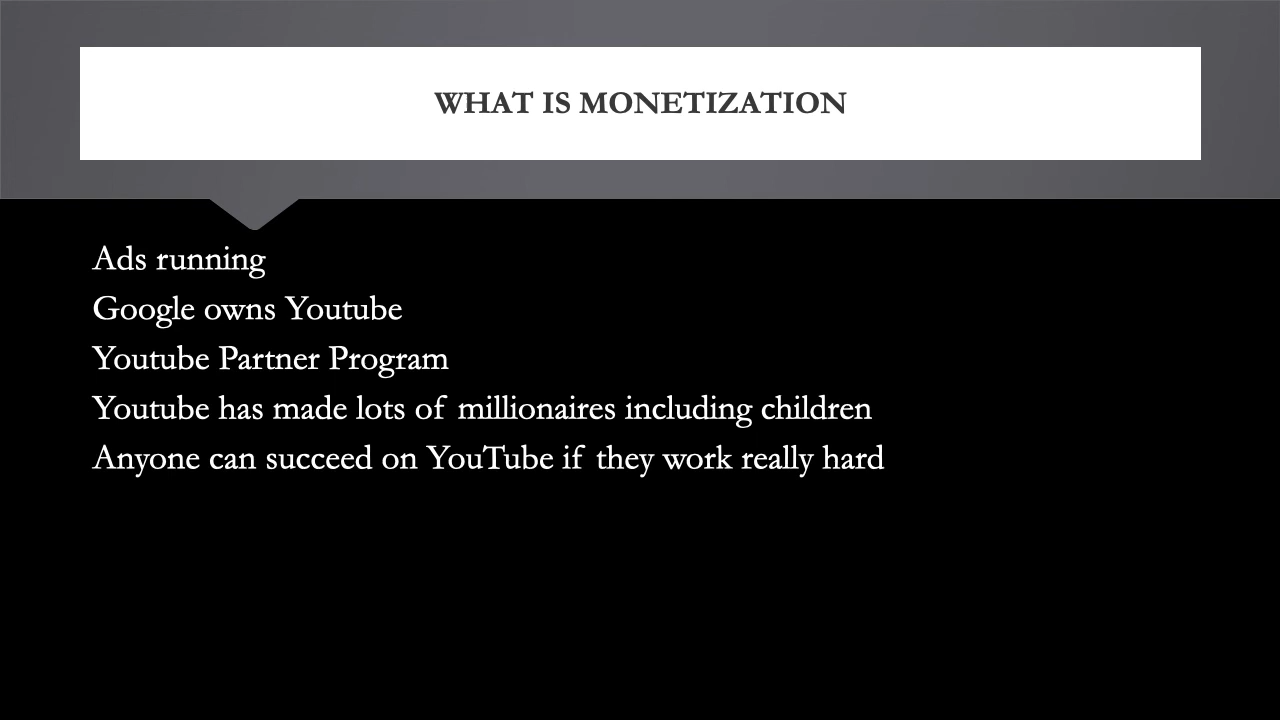 WHAT IS MONETIZATION
Ads running
Google owns Youtube
Youtube Partner Program
Youtube has made lots of millionaires including children
Anyone can succeed on YouTube if they work really hard